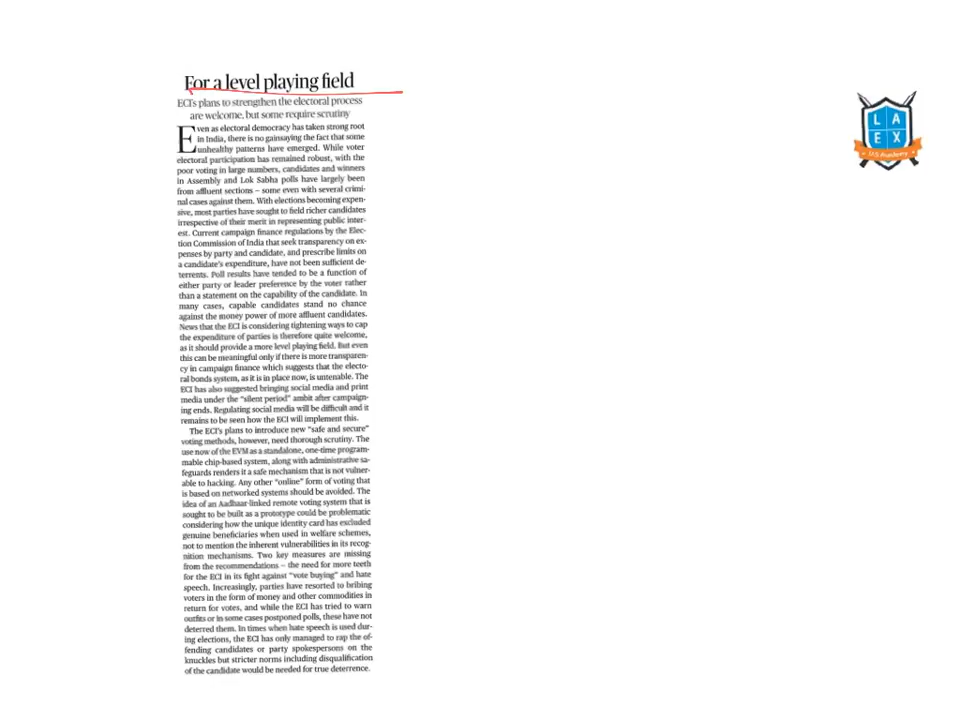 For a level playing field
ECI's plans to strengthen the electoral process
are welcome, but some require scrutiny
Even as electoral democracy has taken strong root
in India, there is no gainsaying the fact that some
unhealthy patterns have emerged. While voter
electoral participation has remained robust, with the
poor voting in large numbers, candidates and winners
in Assembly and Lok Sabha polls have largely been
from affluent sections – some even with several crimi-
nal cases against them. With elections becoming expen-
sive, most parties have sought to field richer candidates
irrespective of their merit in representing public inter-
est. Current campaign finance regulations by the Elec-
tion Commission of India that seek transparency on ex-
penses by party and candidate, and prescribe limits on
a candidate's expenditure, have not been sufficient de-
terrents. Poll results have tended to be a function of
either party or leader preference by the voter rather
than a statement on the capability of the candidate. In
many cases, capable candidates stand no chance
against the money power of more affluent candidates.
News that the ECI is considering tightening ways to cap
the expenditure of parties is therefore quite welcome,
as it should provide a more level playing field. But even
this can be meaningful only if there is more transparen-
cy in campaign finance which suggests that the electo-
ral bonds system, as it is in place now, is untenable. The
ECI has also suggested bringing social media and print
media under the "silent period" ambit after campaign-
ing ends. Regulating social media will be difficult and it
remains to be seen how the ECI will implement this.
The ECI's plans to introduce new "safe and secure"
voting methods, however, need thorough scrutiny. The
use now of the EVM as a standalone, one-time program-
mable chip-based system, along with administrative sa-
feguards renders it a safe mechanism that is not vulner-
able to hacking. Any other "online" form of voting that
is based on networked systems should be avoided. The
idea of an Aadhaar-linked remote voting system that is
sought to be built as a prototype could be problematic
considering how the unique identity card has excluded
genuine beneficiaries when used in welfare schemes,
not to mention the inherent vulnerabilities in its recog-
nition mechanisms. Two key measures are missing
from the recommendations – the need for more teeth
for the ECI in its fight against "vote buying" and hate
speech. Increasingly, parties have resorted to bribing
voters in the form of money and other commodities in
return for votes, and while the ECI has tried to warn
outfits or in some cases postponed polls, these have not
deterred them. In times when hate speech is used dur-
ing elections, the ECI has only managed to rap the of-
fending candidates or party spokespersons on the
knuckles but stricter norms including disqualification
of the candidate would be needed for true deterrence.
L A
E X
IAS Academy